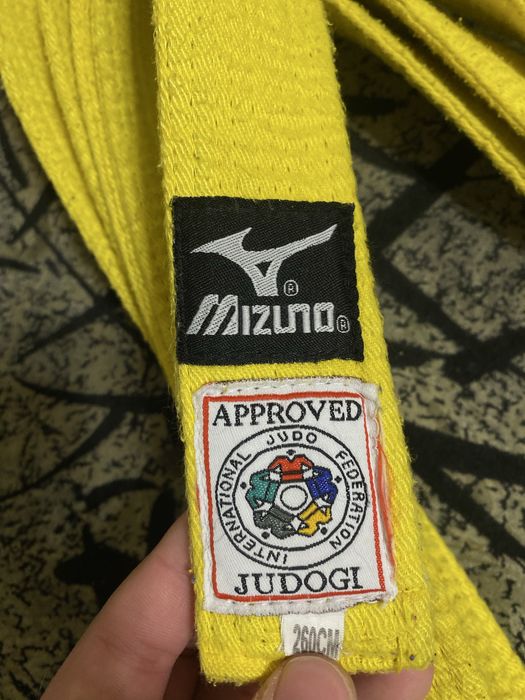 ®
MIZUNO®
APPROVED
INTERNATIONAL JUDO FEDERATION
JUDOGI
260CM